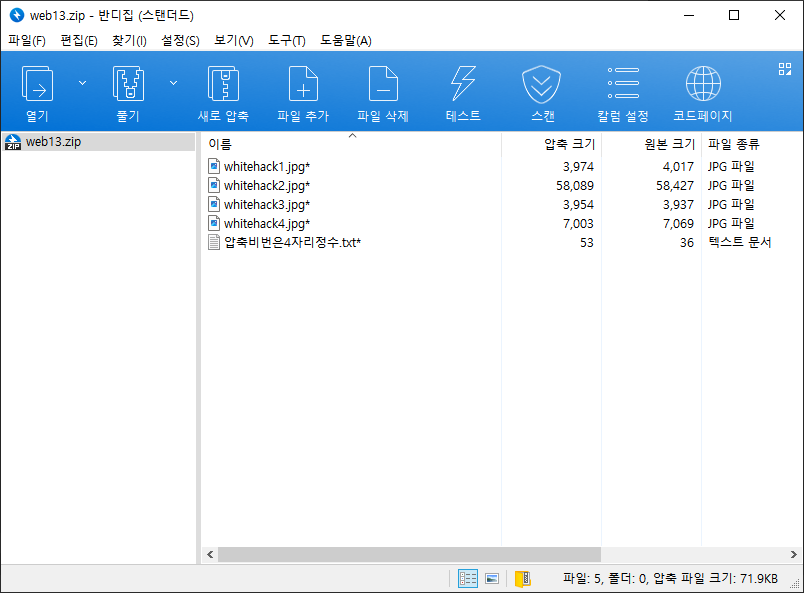 web13.zip - 반디집 (스탠더드)
파일(F) 편집(E) 찾기(I) 설정(S) 보기(V) 도구(T) 도움말(A)
열기 풀기 새로 압축 파일 추가 파일 삭제 테스트 스캔 칼럼 설정 코드페이지
ZIP web13.zip
이름 압축 크기 원본 크기 파일 종류
whitehack1.jpg* 3,974 4,017 JPG 파일
whitehack2.jpg* 58,089 58,427 JPG 파일
whitehack3.jpg* 3,954 3,937 JPG 파일
whitehack4.jpg* 7,003 7,069 JPG 파일
압축비번은4자리정수.txt* 53 36 텍스트 문서
파일: 5, 폴더: 0, 압축 파일 크기: 71.9KB